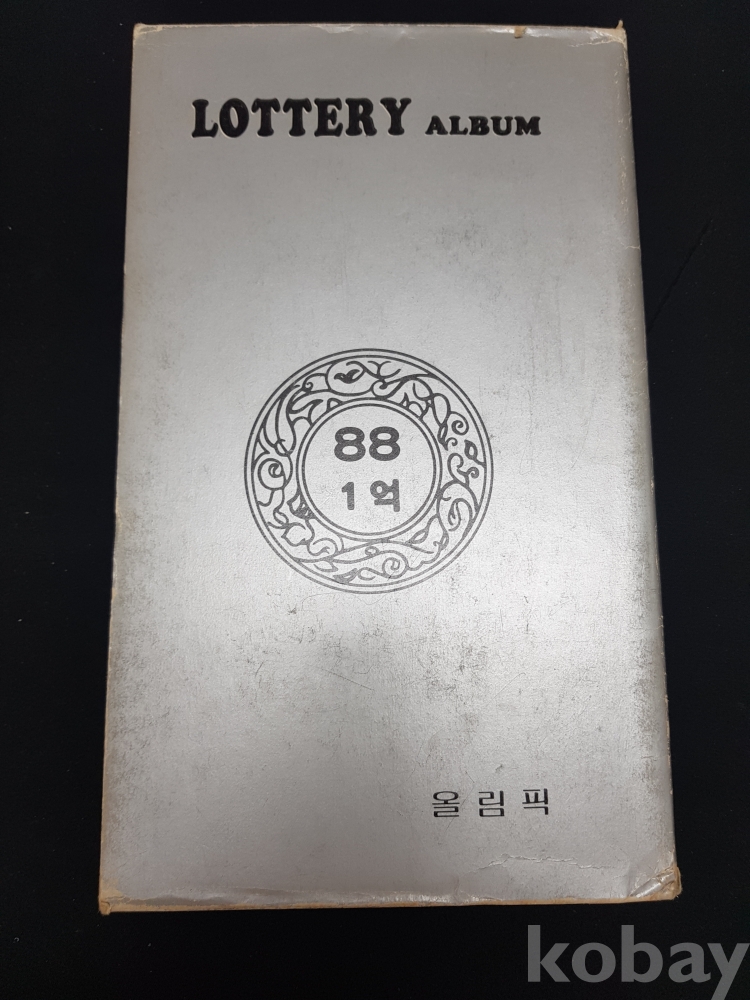 LOTTERY ALBUM
88
1억
올림픽
kobay